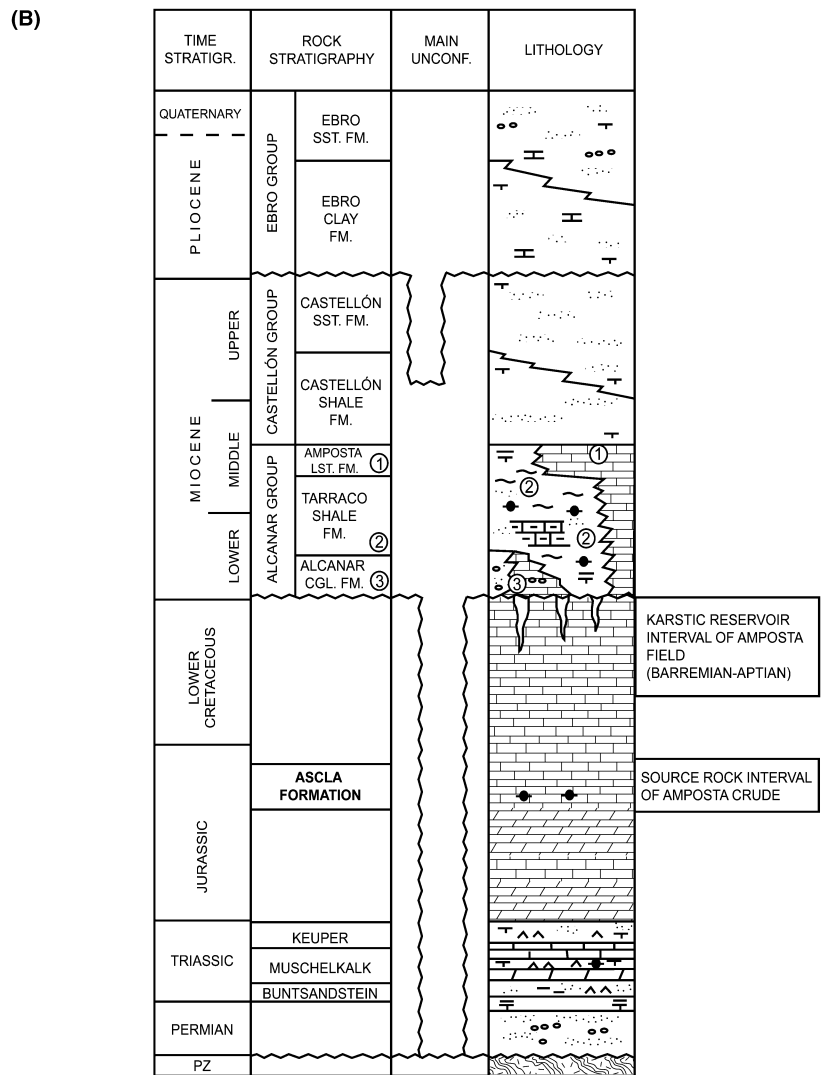 (B)
TIME
STRATIGR.
ROCK
STRATIGRAPHY
MAIN
UNCONF.
LITHOLOGY
QUATERNARY
PLIOCENE
EBRO GROUP
EBRO
SST. FM.
EBRO
CLAY
FM.
MIOCENE
UPPER
MIDDLE
LOWER
CASTELLÓN GROUP
CASTELLÓN
SST. FM.
CASTELLÓN
SHALE
FM.
ALCANAR GROUP
AMPOSTA
LST. FM. 1
TARRACO
SHALE
FM.
2
ALCANAR
CGL. FM. 3
1
2
2
3
LOWER
CRETACEOUS
KARSTIC RESERVOIR
INTERVAL OF AMPOSTA
FIELD
(BARREMIAN-APTIAN)
JURASSIC
ASCLA
FORMATION
SOURCE ROCK INTERVAL
OF AMPOSTA CRUDE
TRIASSIC
KEUPER
MUSCHELKALK
BUNTSANDSTEIN
PERMIAN
PZ